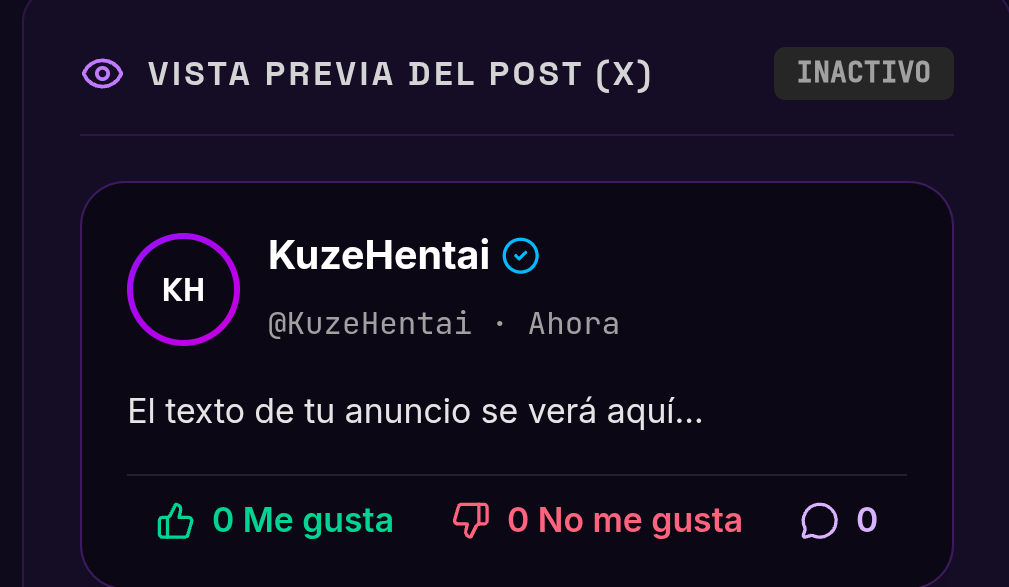 VISTA PREVIA DEL POST (X)
INACTIVO
KH
KuzeHentai
@KuzeHentai · Ahora
El texto de tu anuncio se verá aquí...
0 Me gusta
0 No me gusta
0